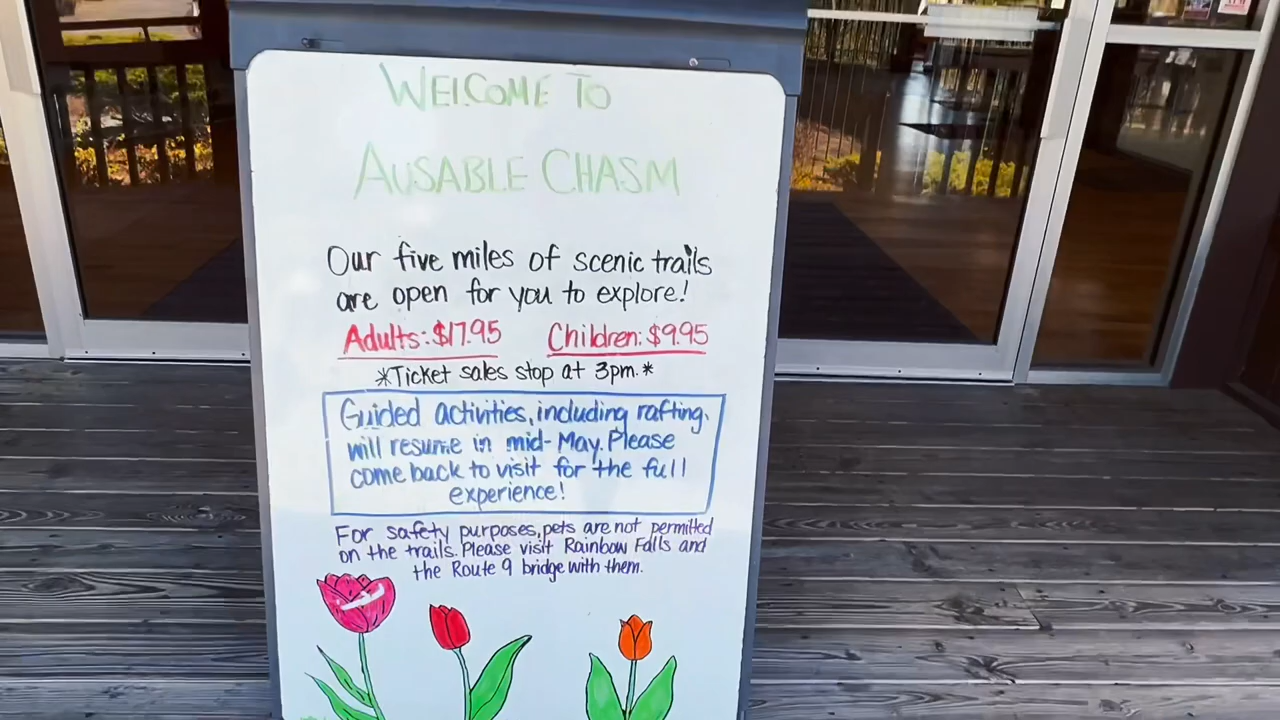 WELCOME TO
AUSABLE CHASM
Our five miles of scenic trails
are open for you to explore!
Adults: $17.95 Children: $9.95
*Ticket sales stop at 3pm.*
Guided activities, including rafting,
will resume in mid-May. Please
come back to visit for the full
experience!
For safety purposes, pets are not permitted
on the trails. Please visit Rainbow Falls and
the Route 9 bridge with them.